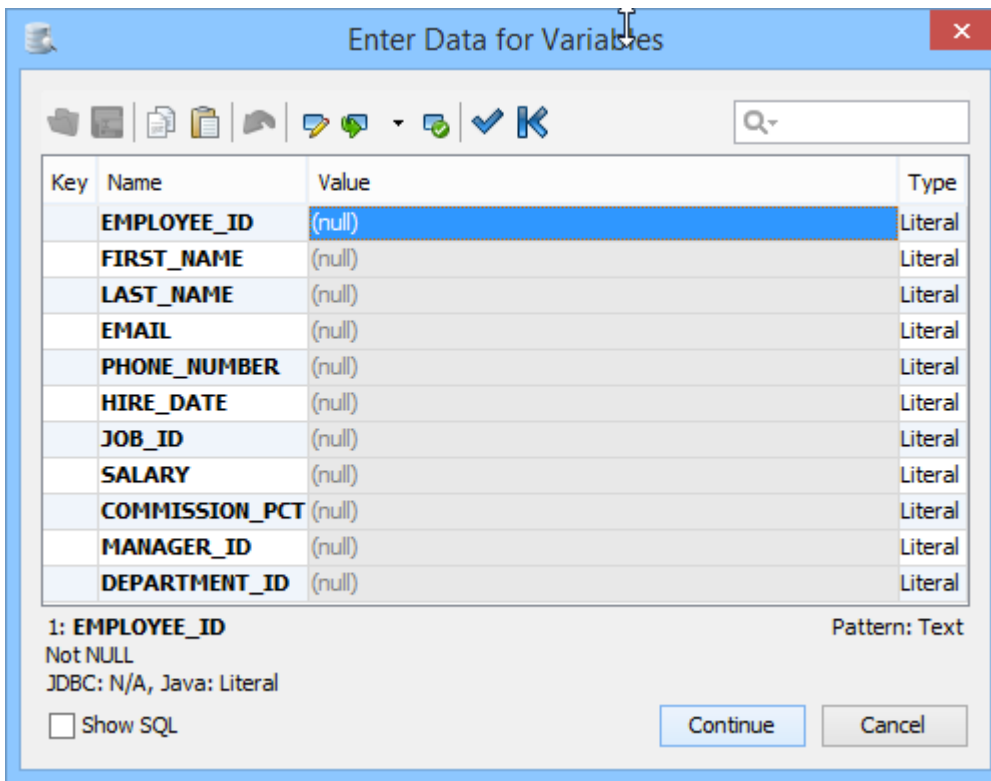 Enter Data for Variables
Key Name Value Type
EMPLOYEE_ID (null) Literal
FIRST_NAME (null) Literal
LAST_NAME (null) Literal
EMAIL (null) Literal
PHONE_NUMBER (null) Literal
HIRE_DATE (null) Literal
JOB_ID (null) Literal
SALARY (null) Literal
COMMISSION_PCT (null) Literal
MANAGER_ID (null) Literal
DEPARTMENT_ID (null) Literal
1: EMPLOYEE_ID Pattern: Text
Not NULL
JDBC: N/A, Java: Literal
Show SQL Continue Cancel